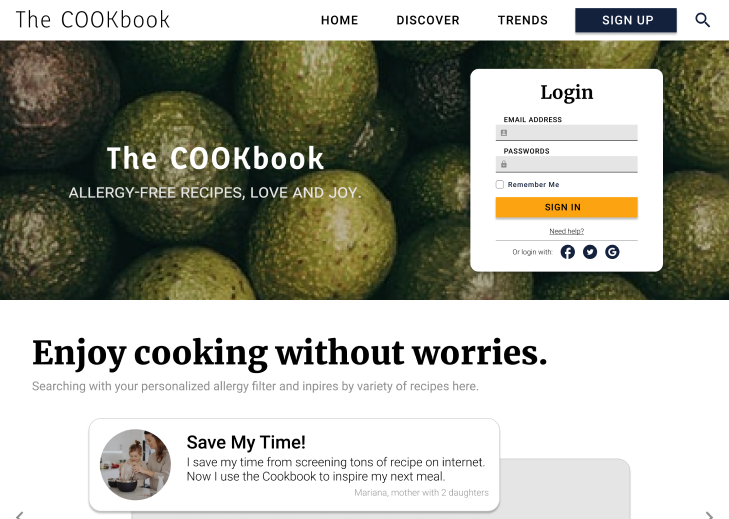 The COOKbook
HOME DISCOVER TRENDS SIGN UP
The COOKbook
ALLERGY-FREE RECIPES, LOVE AND JOY.
Login
EMAIL ADDRESS
PASSWORDS
Remember Me
SIGN IN
Need help?
Or login with:
Enjoy cooking without worries.
Searching with your personalized allergy filter and inpires by variety of recipes here.
Save My Time!
I save my time from screening tons of recipe on internet.
Now I use the Cookbook to inspire my next meal.
Mariana, mother with 2 daughters